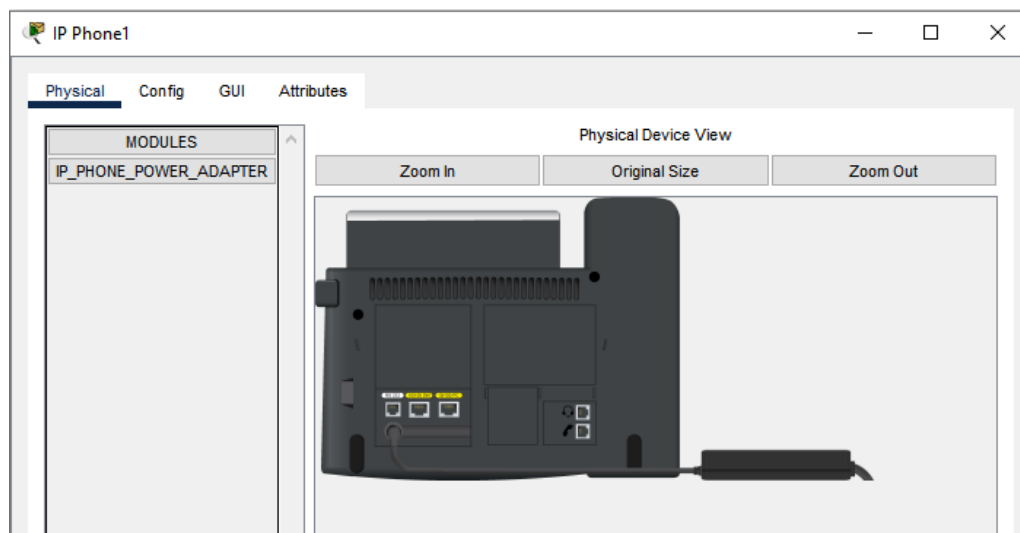 IP Phone1
Physical Config GUI Attributes
MODULES
IP_PHONE_POWER_ADAPTER
Physical Device View
Zoom In Original Size Zoom Out